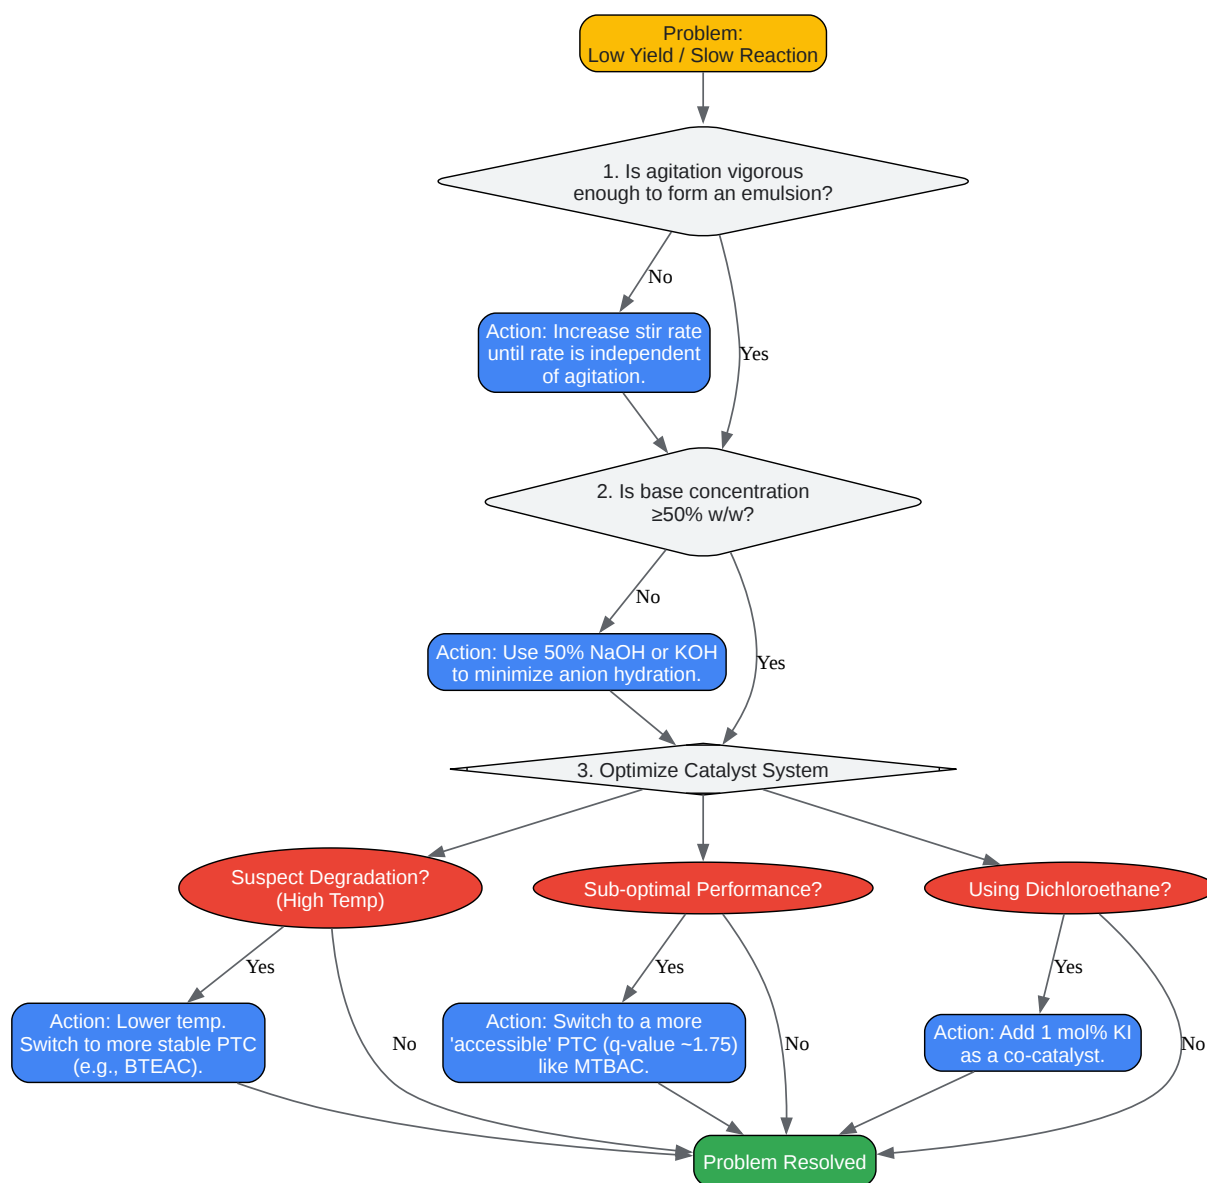 Problem:
Low Yield / Slow Reaction
1. Is agitation vigorous
enough to form an emulsion?
No
Action: Increase stir rate
until rate is independent
of agitation.
Yes
2. Is base concentration
≥50% w/w?
No
Action: Use 50% NaOH or KOH
to minimize anion hydration.
Yes
3. Optimize Catalyst System
Suspect Degradation?
(High Temp)
Sub-optimal Performance?
Using Dichloroethane?
Yes
Yes
Yes
Action: Lower temp.
Switch to more stable PTC
(e.g., BTEAC).
No
Action: Switch to a more
'accessible' PTC (q-value ~1.75)
like MTBAC.
No
Action: Add 1 mol% KI
as a co-catalyst.
No
Problem Resolved